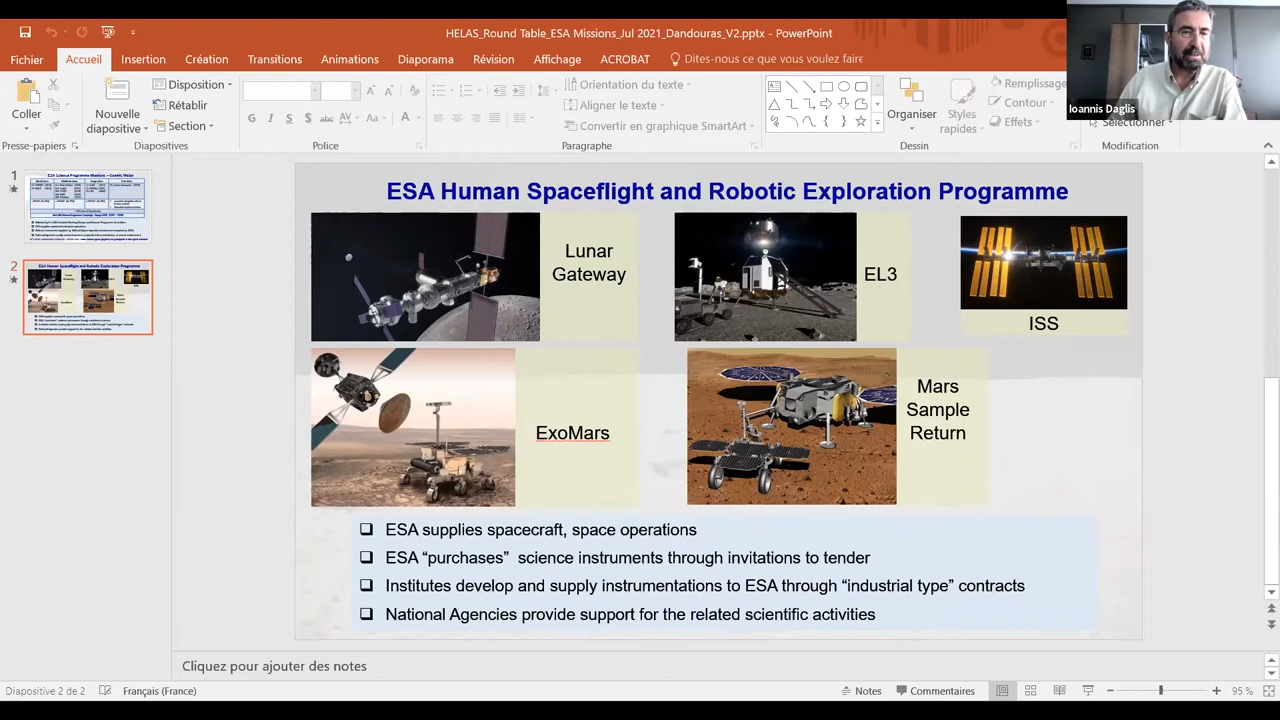 HELAS_Round Table_ESA Missions_Jul 2021_Dandouras_V2.pptx - PowerPoint
Fichier Accueil Insertion Création Transitions Animations Diaporama Révision Affichage ACROBAT Dites-nous ce que vous voulez faire
Ioannis Daglis
Coller
Nouvelle
diapositive
Disposition
Rétablir
Section
G I S S abc AV Aa A
Orientation du texte
Aligner le texte
Convertir en graphique SmartArt
Organiser
Styles
rapides
Remplissage
Contour
Effets
Sélectionner
Presse-papiers Diapositives Police Paragraphe Dessin Modification
1
2
ESA Human Spaceflight and Robotic Exploration Programme
Lunar
Gateway
EL3
ISS
ExoMars
Mars
Sample
Return
ESA supplies spacecraft, space operations
ESA “purchases” science instruments through invitations to tender
Institutes develop and supply instrumentations to ESA through “industrial type” contracts
National Agencies provide support for the related scientific activities
Cliquez pour ajouter des notes
Diapositive 2 de 2 Français (France) Notes Commentaires 95 %